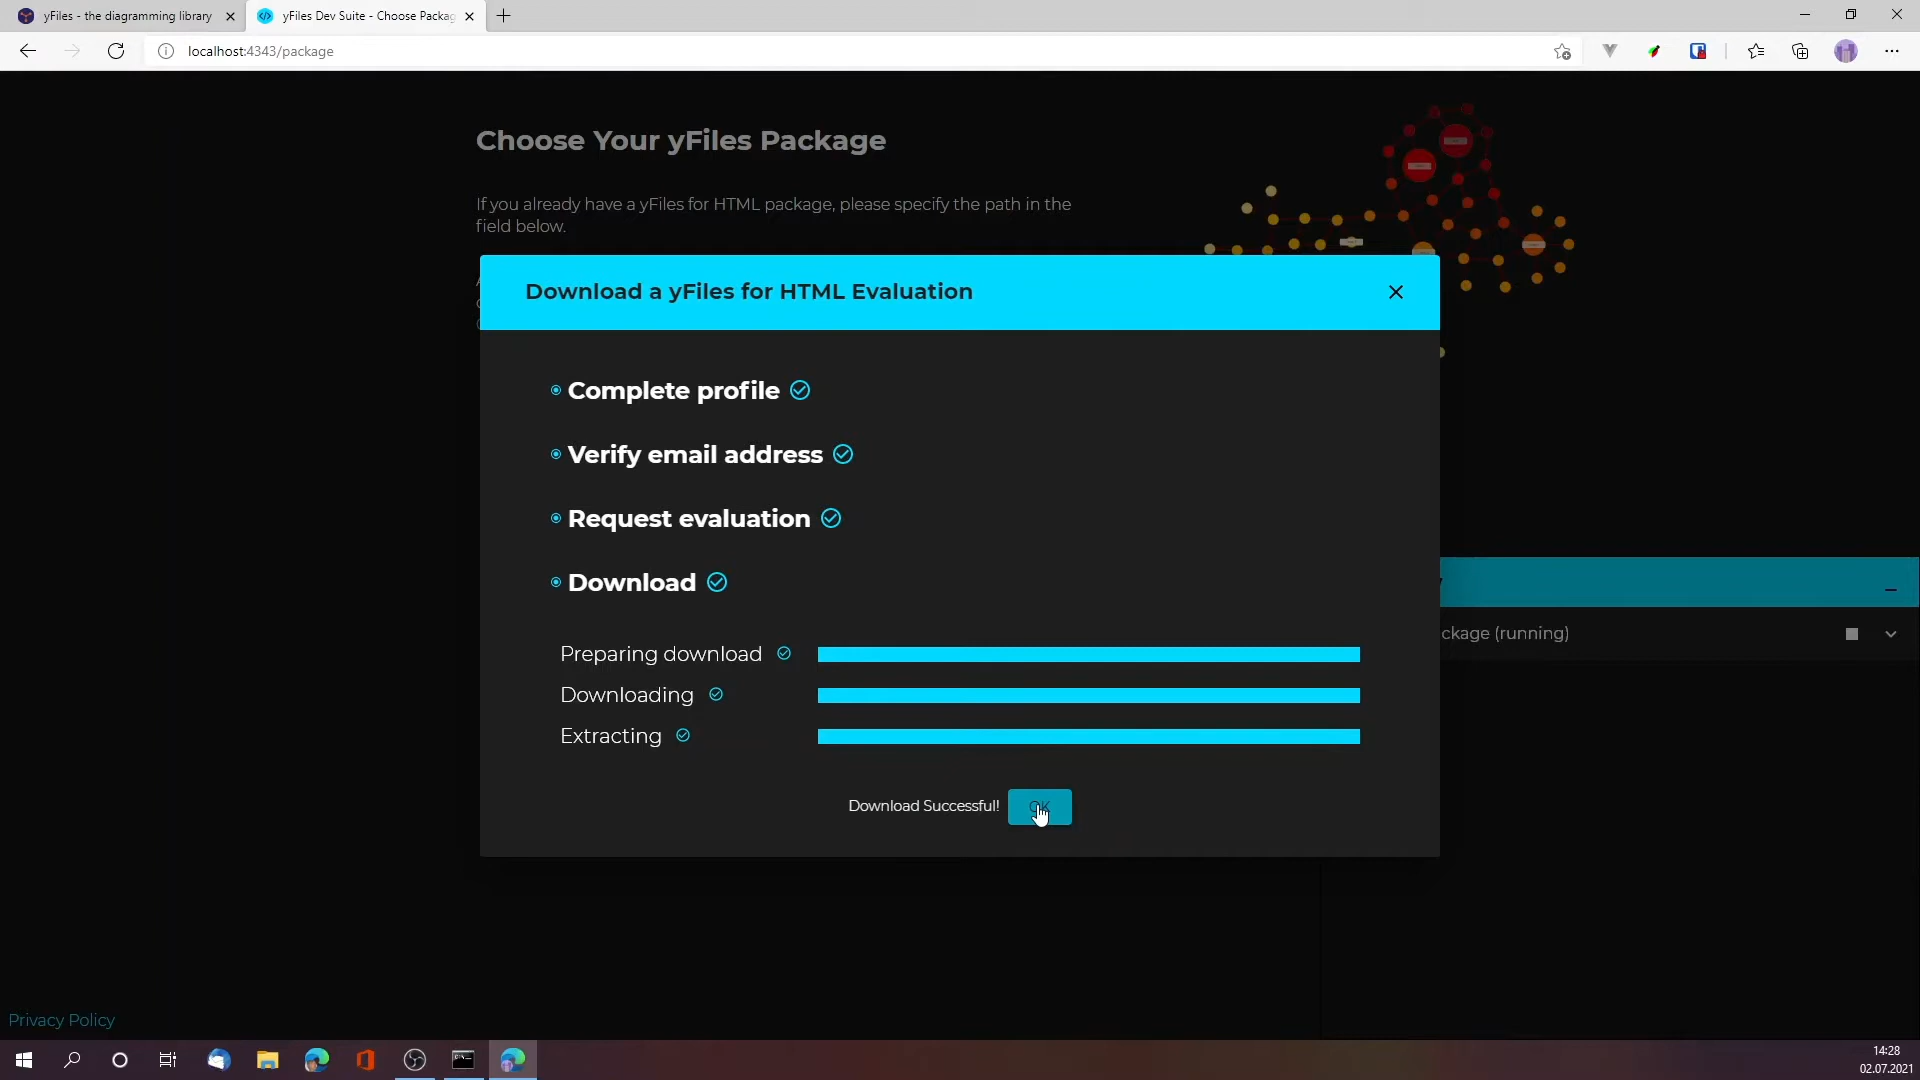 yFiles - the diagramming library
yFiles Dev Suite - Choose Packag
localhost:4343/package
Choose Your yFiles Package
If you already have a yFiles for HTML package, please specify the path in the
field below.
Download a yFiles for HTML Evaluation
Complete profile
Verify email address
Request evaluation
Download
ckage (running)
Preparing download
Downloading
Extracting
Download Successful!
OK
Privacy Policy
14:28
02.07.2021